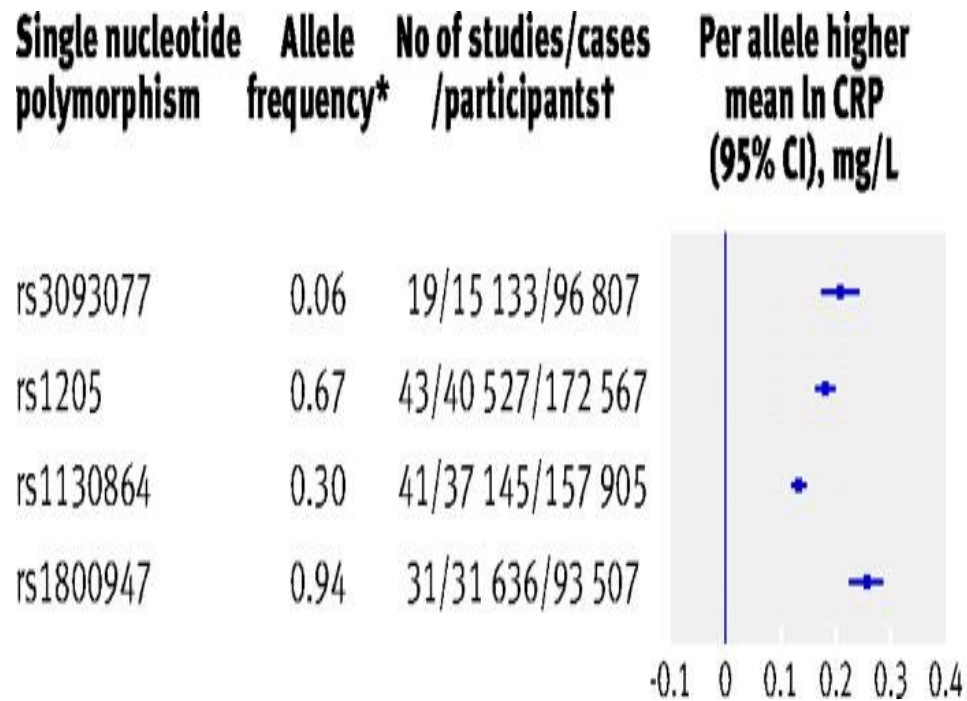 Single nucleotide Allele No of studies/cases Per allele higher
polymorphism frequency* /participants† mean ln CRP
(95% CI), mg/L
rs3093077 0.06 19/15 133/96 807
rs1205 0.67 43/40 527/172 567
rs1130864 0.30 41/37 145/157 905
rs1800947 0.94 31/31 636/93 507
-0.1 0 0.1 0.2 0.3 0.4